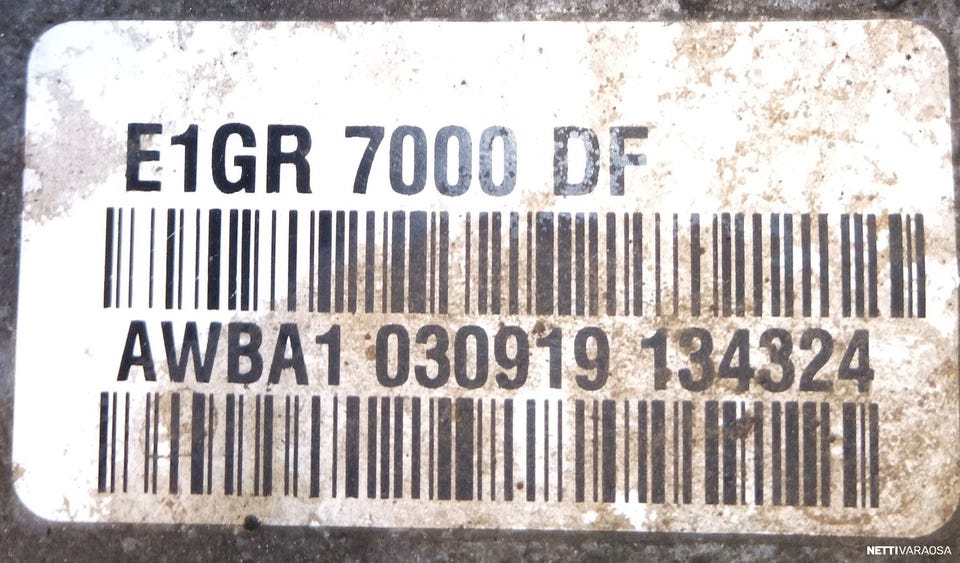 E1GR 7000 DF
AWBA1 030919 134324
NETTIVARAOSA